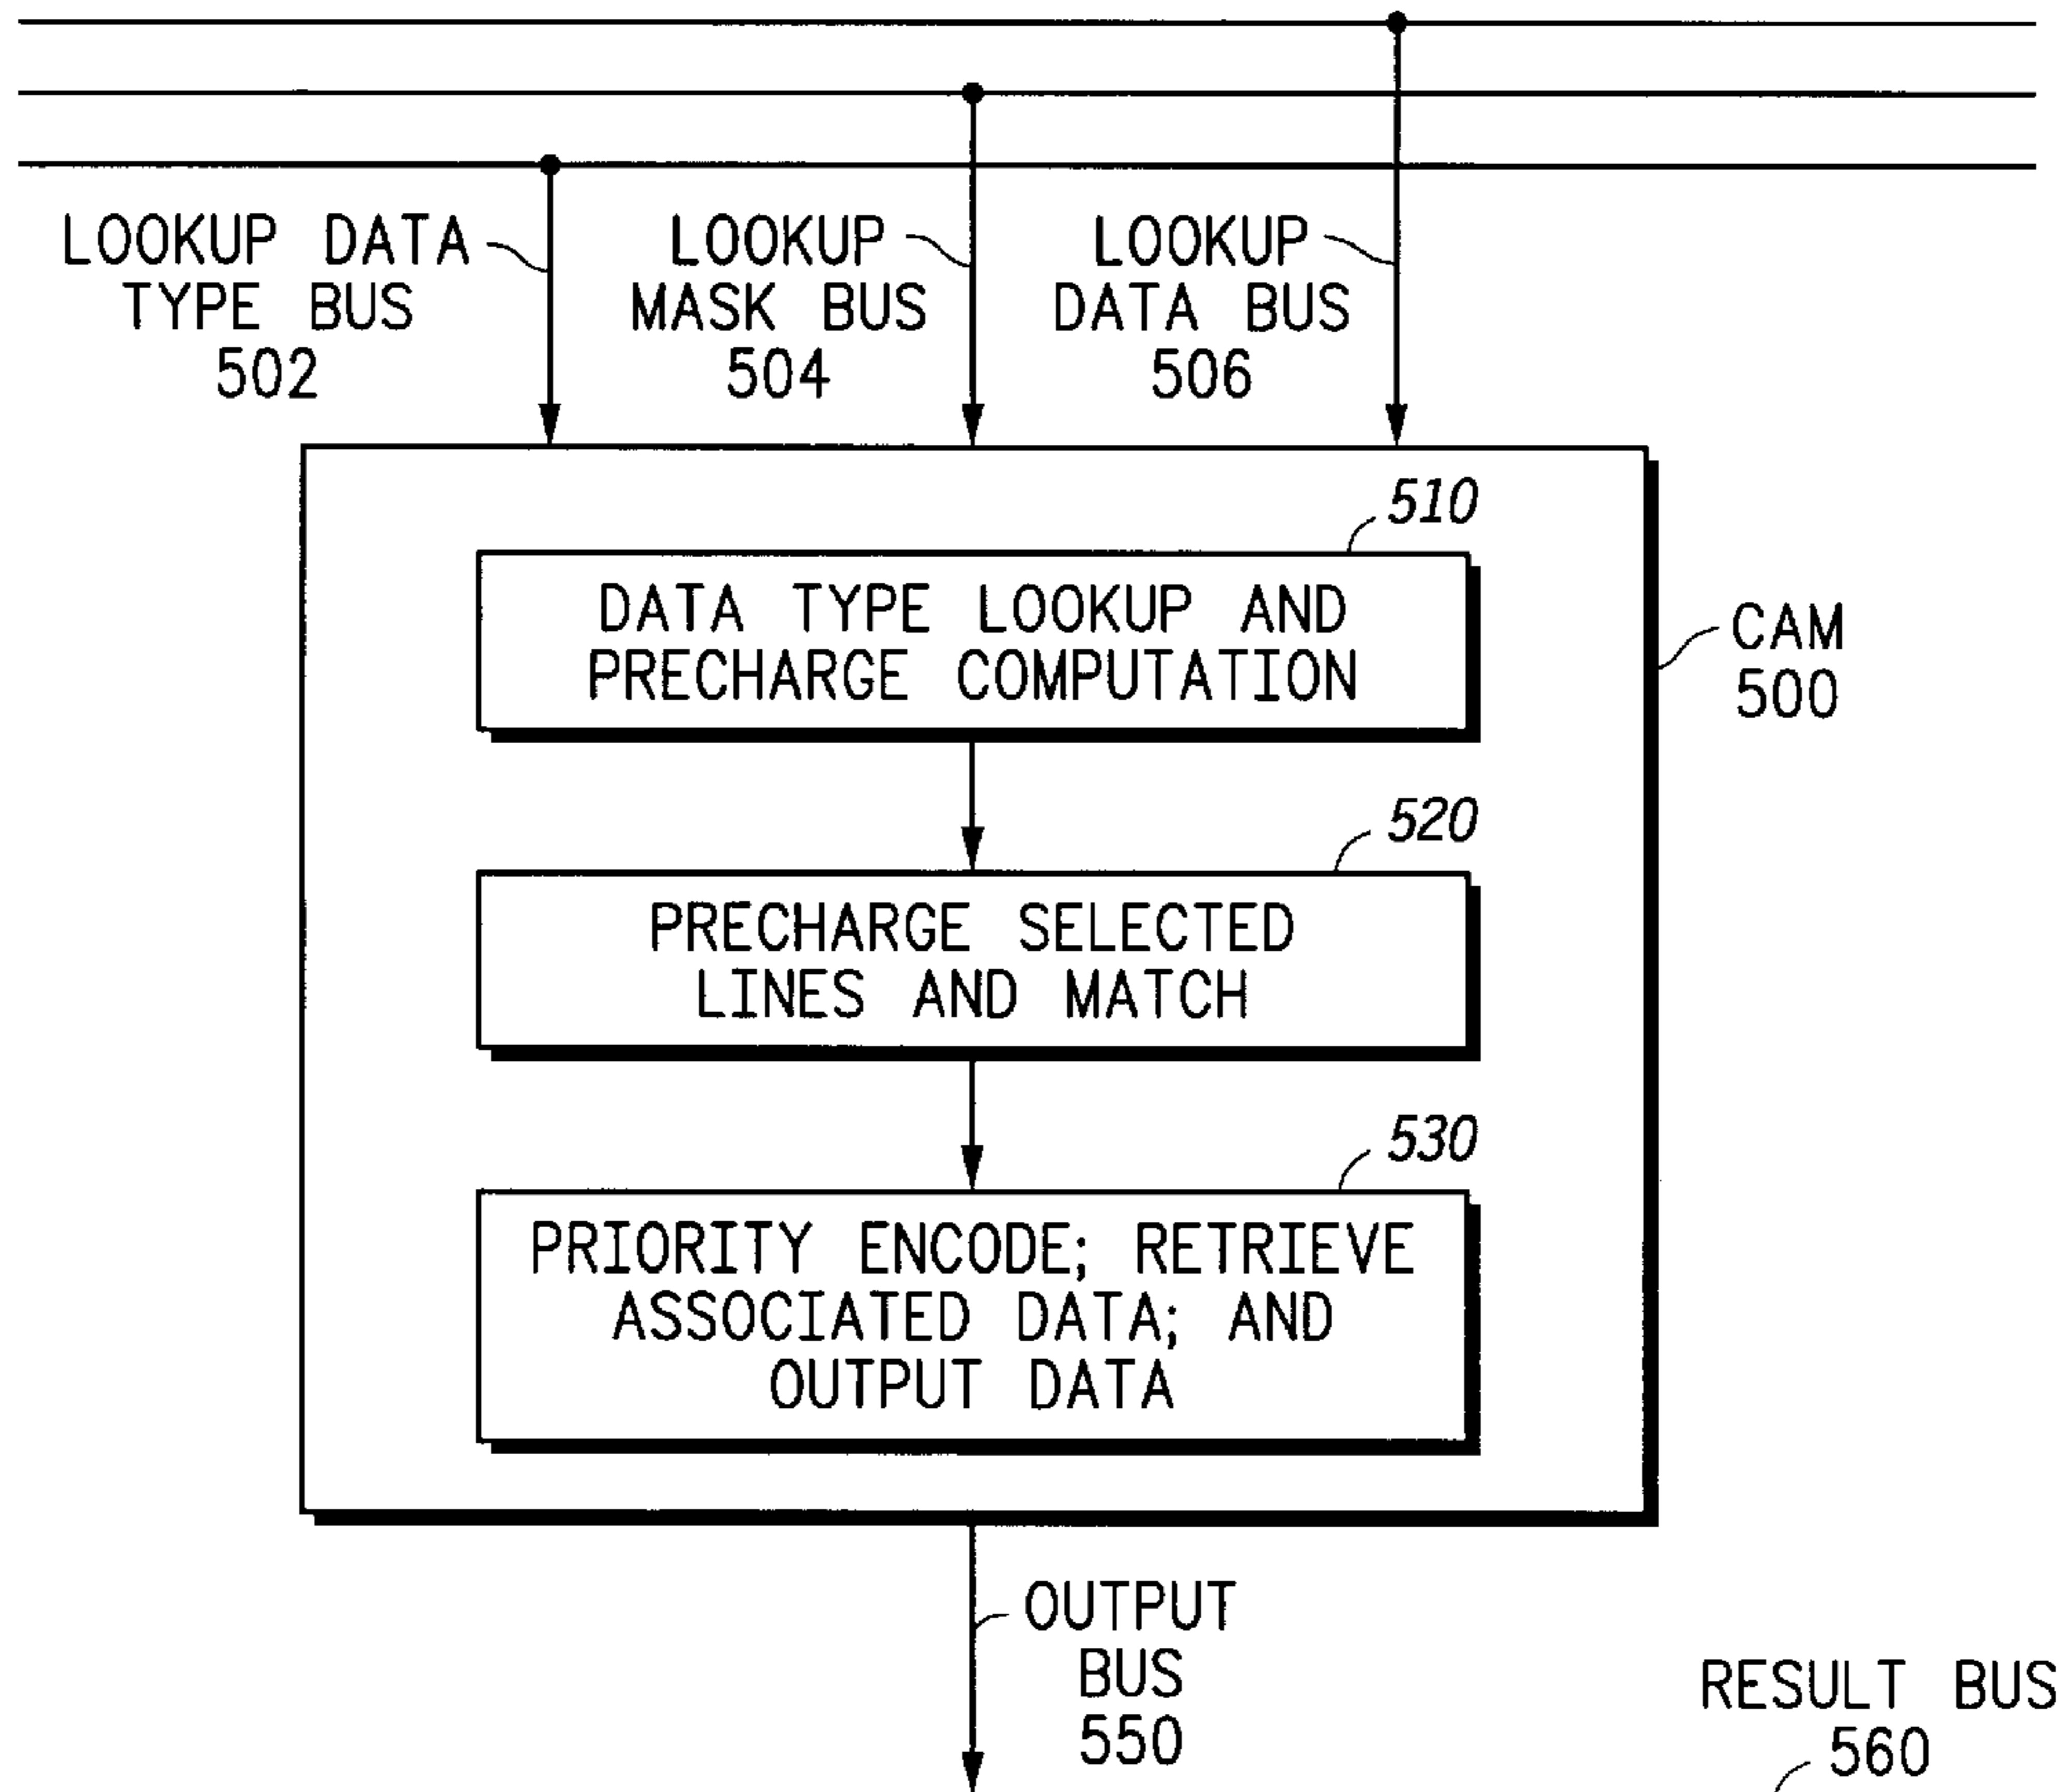 LOOKUP DATA
TYPE BUS
502
LOOKUP
MASK BUS
504
LOOKUP
DATA BUS
506
510
DATA TYPE LOOKUP AND
PRECHARGE COMPUTATION
CAM
500
520
PRECHARGE SELECTED
LINES AND MATCH
530
PRIORITY ENCODE; RETRIEVE
ASSOCIATED DATA; AND
OUTPUT DATA
OUTPUT
BUS
550
RESULT BUS
560